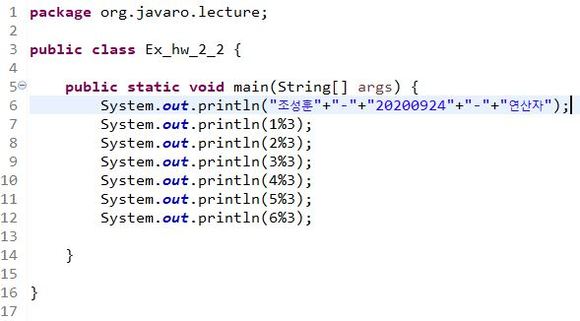 1 package org.javaro.lecture;
2
3 public class Ex_hw_2_2 {
4
5     public static void main(String[] args) {
6         System.out.println("조성훈"+"-"+"20200924"+"-"+"연산자");
7         System.out.println(1%3);
8         System.out.println(2%3);
9         System.out.println(3%3);
10         System.out.println(4%3);
11         System.out.println(5%3);
12         System.out.println(6%3);
13
14     }
15
16 }
17